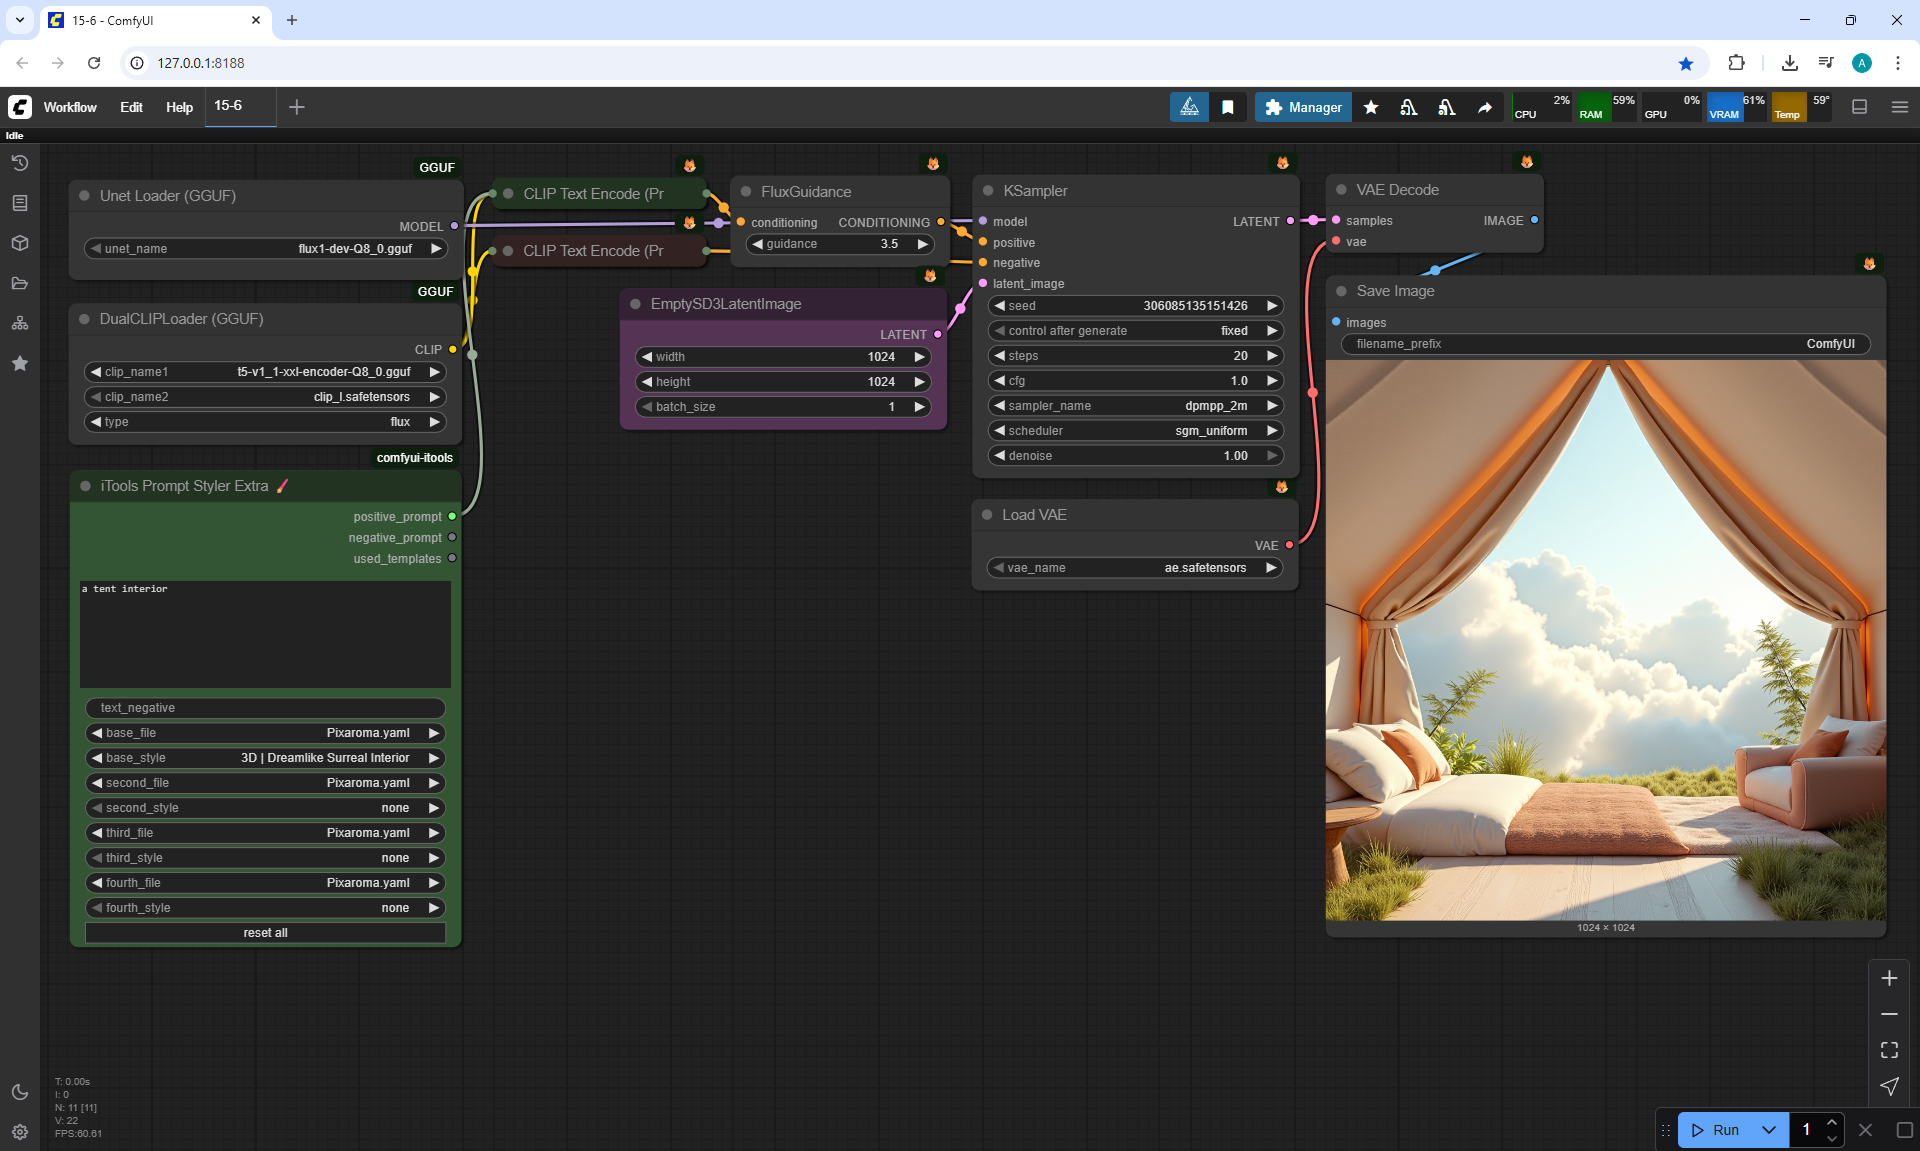 15-6 - ComfyUI
127.0.0.1:8188
Workflow Edit Help 15-6
Manager
CPU 2% RAM 59% GPU 0% VRAM 61% Temp 59°
Idle
GGUF
Unet Loader (GGUF)
MODEL
unet_name flux1-dev-Q8_0.gguf
GGUF
DualCLIPLoader (GGUF)
CLIP
clip_name1 t5-v1_1-xxl-encoder-Q8_0.gguf
clip_name2 clip_l.safetensors
type flux
comfyui-itools
iTools Prompt Styler Extra
positive_prompt
negative_prompt
used_templates
a tent interior
text_negative
base_file Pixaroma.yaml
base_style 3D | Dreamlike Surreal Interior
second_file Pixaroma.yaml
second_style none
third_file Pixaroma.yaml
third_style none
fourth_file Pixaroma.yaml
fourth_style none
reset all
CLIP Text Encode (Pr
CLIP Text Encode (Pr
FluxGuidance
conditioning CONDITIONING
guidance 3.5
EmptySD3LatentImage
LATENT
width 1024
height 1024
batch_size 1
KSampler
model LATENT
positive
negative
latent_image
seed 306085135151426
control after generate fixed
steps 20
cfg 1.0
sampler_name dpmpp_2m
scheduler sgm_uniform
denoise 1.00
Load VAE
VAE
vae_name ae.safetensors
VAE Decode
samples IMAGE
vae
Save Image
images
filename_prefix ComfyUI
1024 × 1024
T: 0.00s
I: 0
N: 11 [11]
V: 22
FPS:60.61
Run 1
A